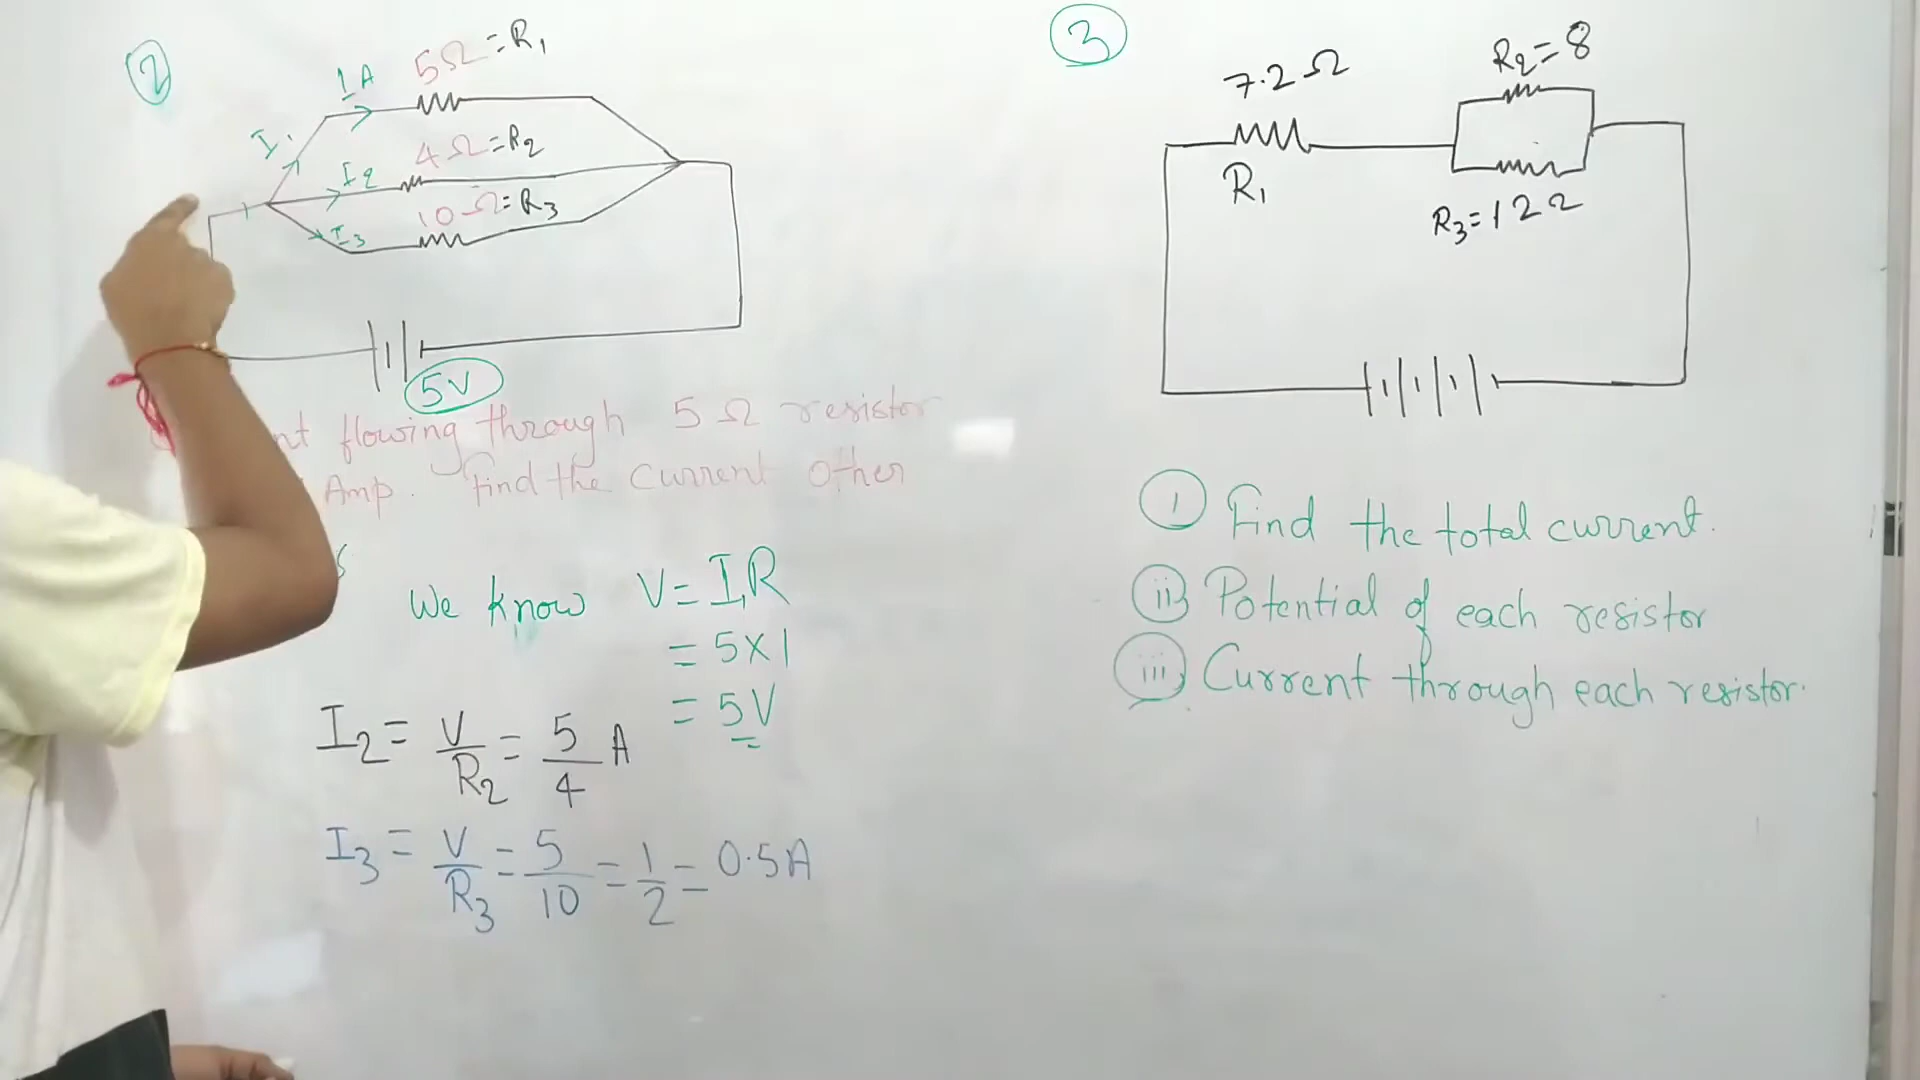 2
1A
5Ω = R1
I1
4Ω = R2
I2
10Ω = R3
I3
5V
nt flowing through 5Ω resistor
Amp. Find the current other
s
We know V = I1R
= 5x1
= 5V
I2 = V/R2 = 5/4 A
I3 = V/R3 = 5/10 = 1/2 = 0.5A
3
7.2Ω
R1
R2 = 8
R3 = 12Ω
i Find the total current.
ii Potential of each resistor
iii Current through each resistor.